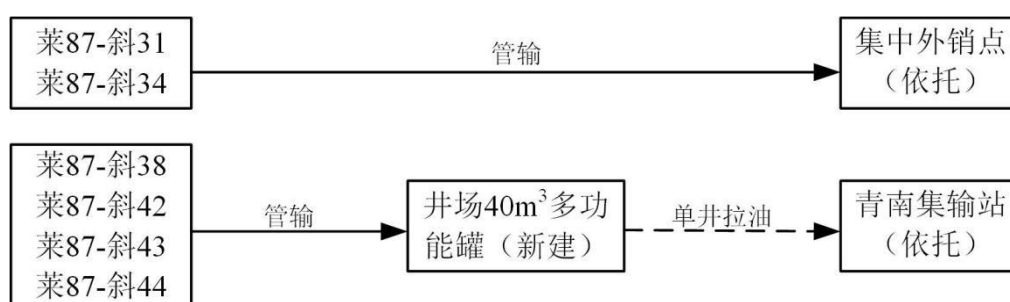 莱87-斜31
莱87-斜34
管输
集中外销点
（依托）
莱87-斜38
莱87-斜42
莱87-斜43
莱87-斜44
管输
井场40m³多功
能罐（新建）
单井拉油
青南集输站
（依托）